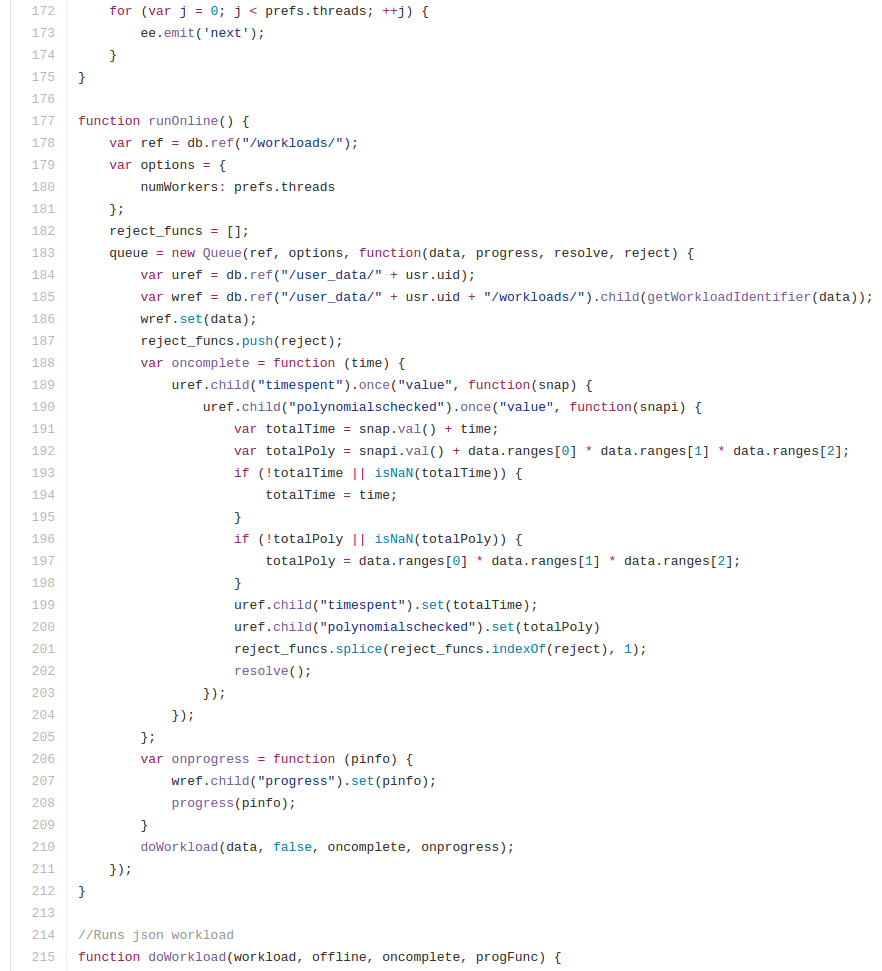 172     for (var j = 0; j < prefs.threads; ++j) {
173         ee.emit('next');
174     }
175 }
176
177 function runOnline() {
178     var ref = db.ref("/workloads/");
179     var options = {
180         numWorkers: prefs.threads
181     };
182     reject_funcs = [];
183     queue = new Queue(ref, options, function(data, progress, resolve, reject) {
184         var uref = db.ref("/user_data/" + usr.uid);
185         var wref = db.ref("/user_data/" + usr.uid + "/workloads/").child(getWorkloadIdentifier(data));
186         wref.set(data);
187         reject_funcs.push(reject);
188         var oncomplete = function (time) {
189             uref.child("timespent").once("value", function(snap) {
190                 uref.child("polynomialschecked").once("value", function(snapi) {
191                     var totalTime = snap.val() + time;
192                     var totalPoly = snapi.val() + data.ranges[0] * data.ranges[1] * data.ranges[2];
193                     if (!totalTime || isNaN(totalTime)) {
194                         totalTime = time;
195                     }
196                     if (!totalPoly || isNaN(totalPoly)) {
197                         totalPoly = data.ranges[0] * data.ranges[1] * data.ranges[2];
198                     }
199                     uref.child("timespent").set(totalTime);
200                     uref.child("polynomialschecked").set(totalPoly)
201                     reject_funcs.splice(reject_funcs.indexOf(reject), 1);
202                     resolve();
203                 });
204             });
205         };
206         var onprogress = function (pinfo) {
207             wref.child("progress").set(pinfo);
208             progress(pinfo);
209         }
210         doWorkload(data, false, oncomplete, onprogress);
211     });
212 }
213
214 //Runs json workload
215 function doWorkload(workload, offline, oncomplete, progFunc) {